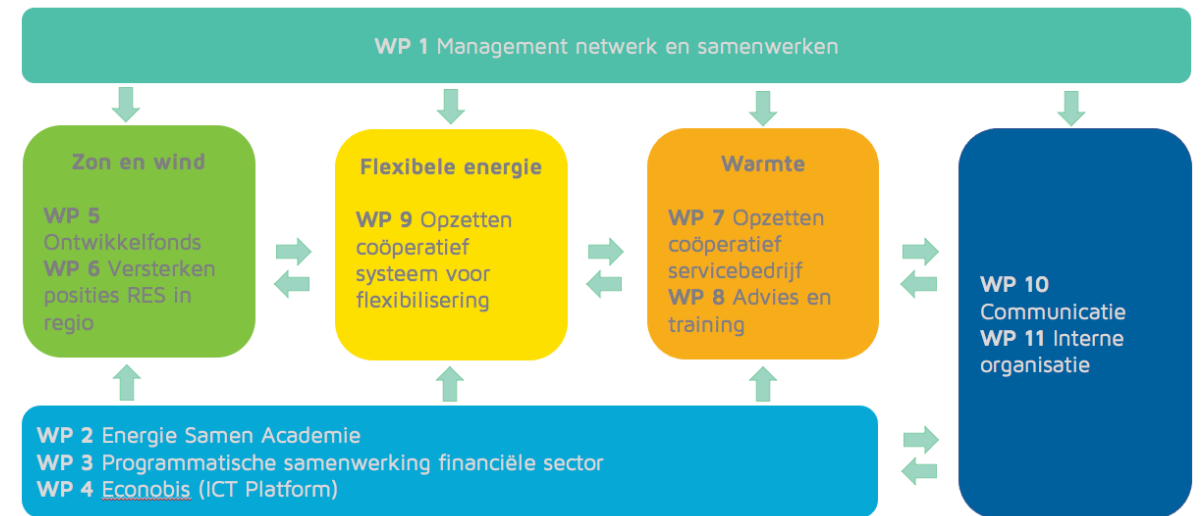 WP 1 Management netwerk en samenwerken
Zon en wind
WP 5
Ontwikkelfonds
WP 6 Versterken
posities RES in
regio
Flexibele energie
WP 9 Opzetten
coöperatief
systeem voor
flexibilisering
Warmte
WP 7 Opzetten
coöperatief
servicebedrijf
WP 8 Advies en
training
WP 10
Communicatie
WP 11 Interne
organisatie
WP 2 Energie Samen Academie
WP 3 Programmatische samenwerking financiële sector
WP 4 Econobis (ICT Platform)